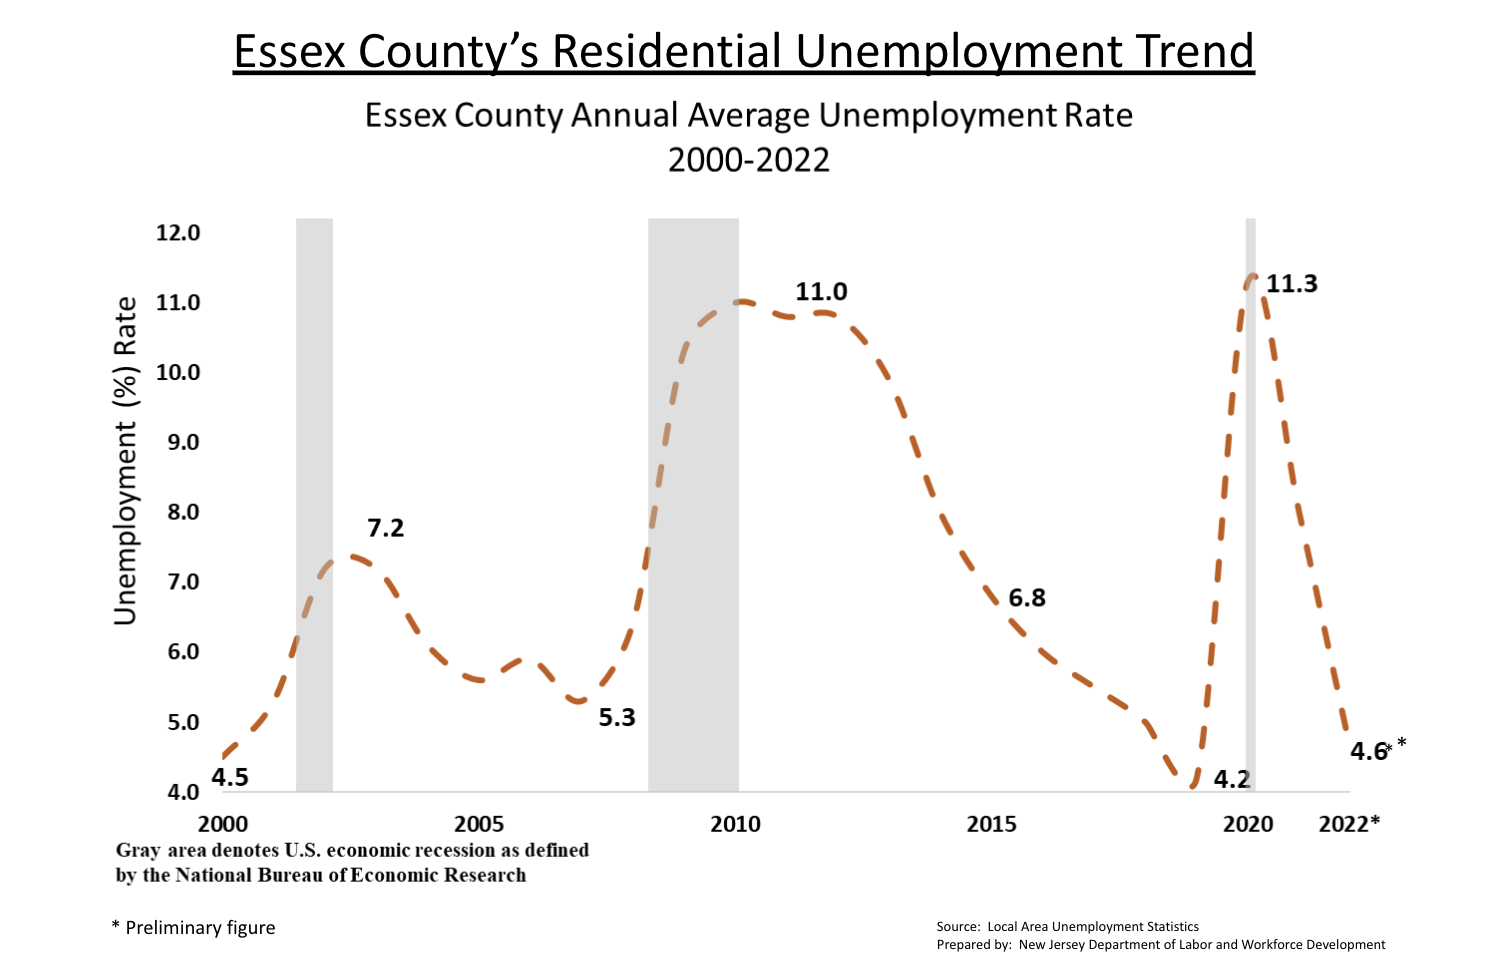 Essex County’s Residential Unemployment Trend
Essex County Annual Average Unemployment Rate
2000-2022
Unemployment (%) Rate
12.0
11.0
10.0
9.0
8.0
7.0
6.0
5.0
4.0
4.5
7.2
5.3
11.0
6.8
4.2
11.3
4.6* *
2000 2005 2010 2015 2020 2022*
Gray area denotes U.S. economic recession as defined
by the National Bureau of Economic Research
* Preliminary figure
Source: Local Area Unemployment Statistics
Prepared by: New Jersey Department of Labor and Workforce Development